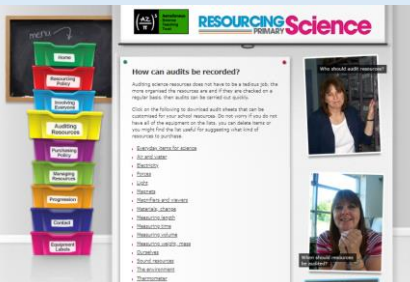 menu
RESOURCING Science
PRIMARY
Home
Resourcing
Policy
Involving
Everyone
Auditing
Resources
Purchasing
Policy
Managing
Resources
Progression
Contact
Equipment
Labels
How can audits be recorded?
Auditing science resources does not have to be a tedious job; the
more organised the resources are and if they are checked on a
regular basis, then audits can be carried out quickly.
Click on the following to download audit sheets that can be
customised for your school resources. Do not worry if you do not
have all of the equipment on the lists, you can delete items or
you might find the list useful for suggesting what kind of
resources to purchase.
Everyday items for science
Air and water
Electricity
Forces
Light
Magnets
Magnifiers and viewers
Materials, change
Measuring length
Measuring time
Measuring volume
Measuring weight, mass
Ourselves
Sound resources
The environment
Thermometer
Who should audit resources?
When should resources
be audited?